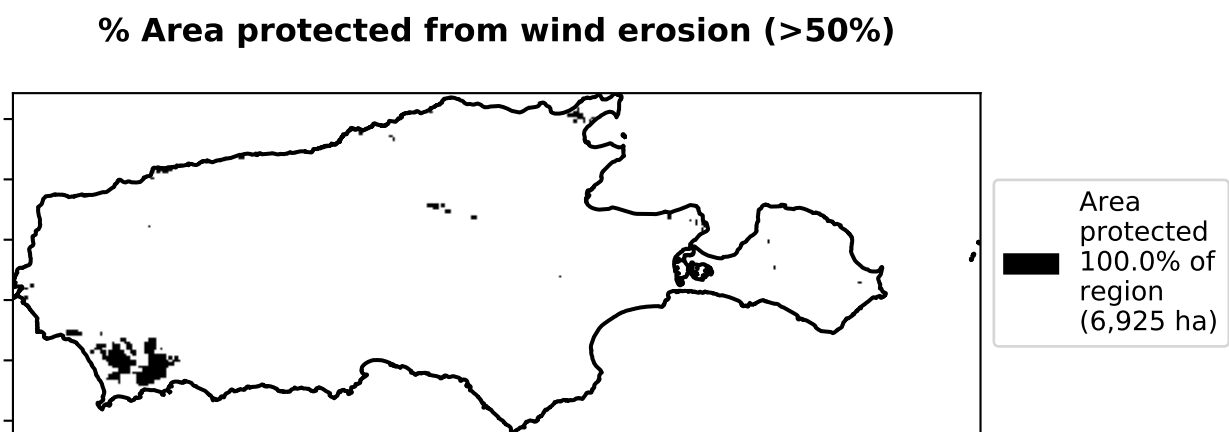 % Area protected from wind erosion (>50%)
Area
protected
100.0% of
region
(6,925 ha)